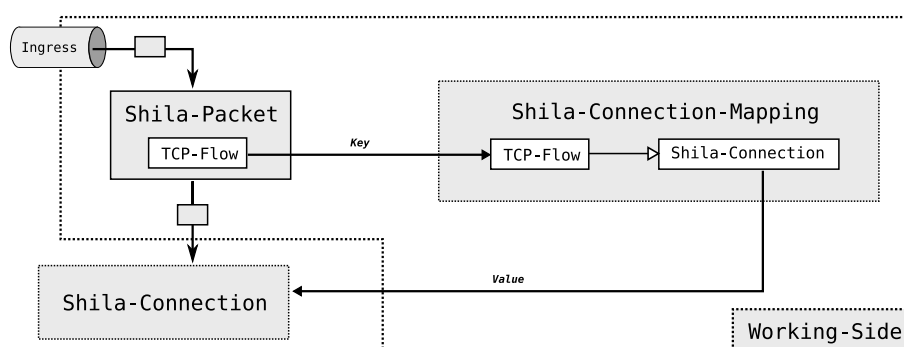 Ingress
Shila-Packet
TCP-Flow
Key
Shila-Connection-Mapping
TCP-Flow
Shila-Connection
Value
Shila-Connection
Working-Side